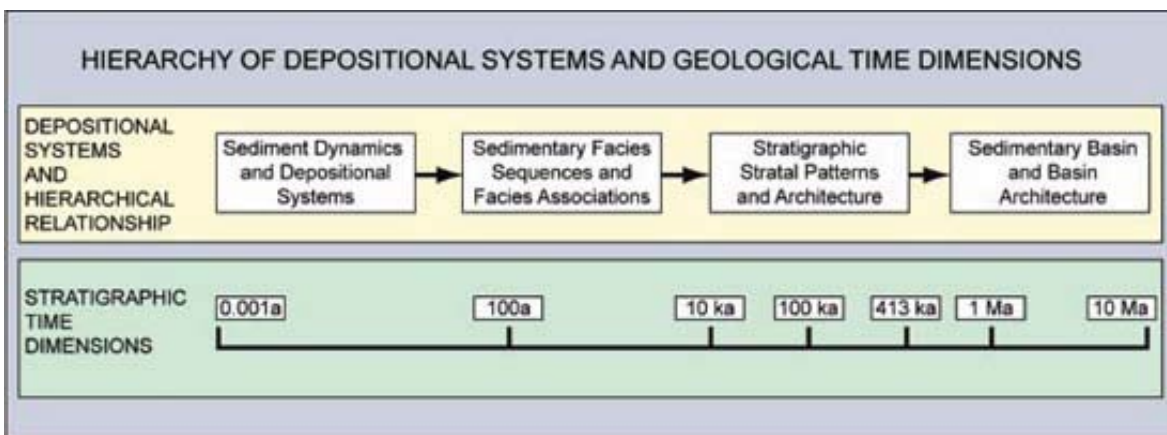 HIERARCHY OF DEPOSITIONAL SYSTEMS AND GEOLOGICAL TIME DIMENSIONS
DEPOSITIONAL
SYSTEMS
AND
HIERARCHICAL
RELATIONSHIP
Sediment Dynamics
and Depositional
Systems
Sedimentary Facies
Sequences and
Facies Associations
Stratigraphic
Stratal Patterns
and Architecture
Sedimentary Basin
and Basin
Architecture
STRATIGRAPHIC
TIME
DIMENSIONS
0.001a
100a
10 ka
100 ka
413 ka
1 Ma
10 Ma